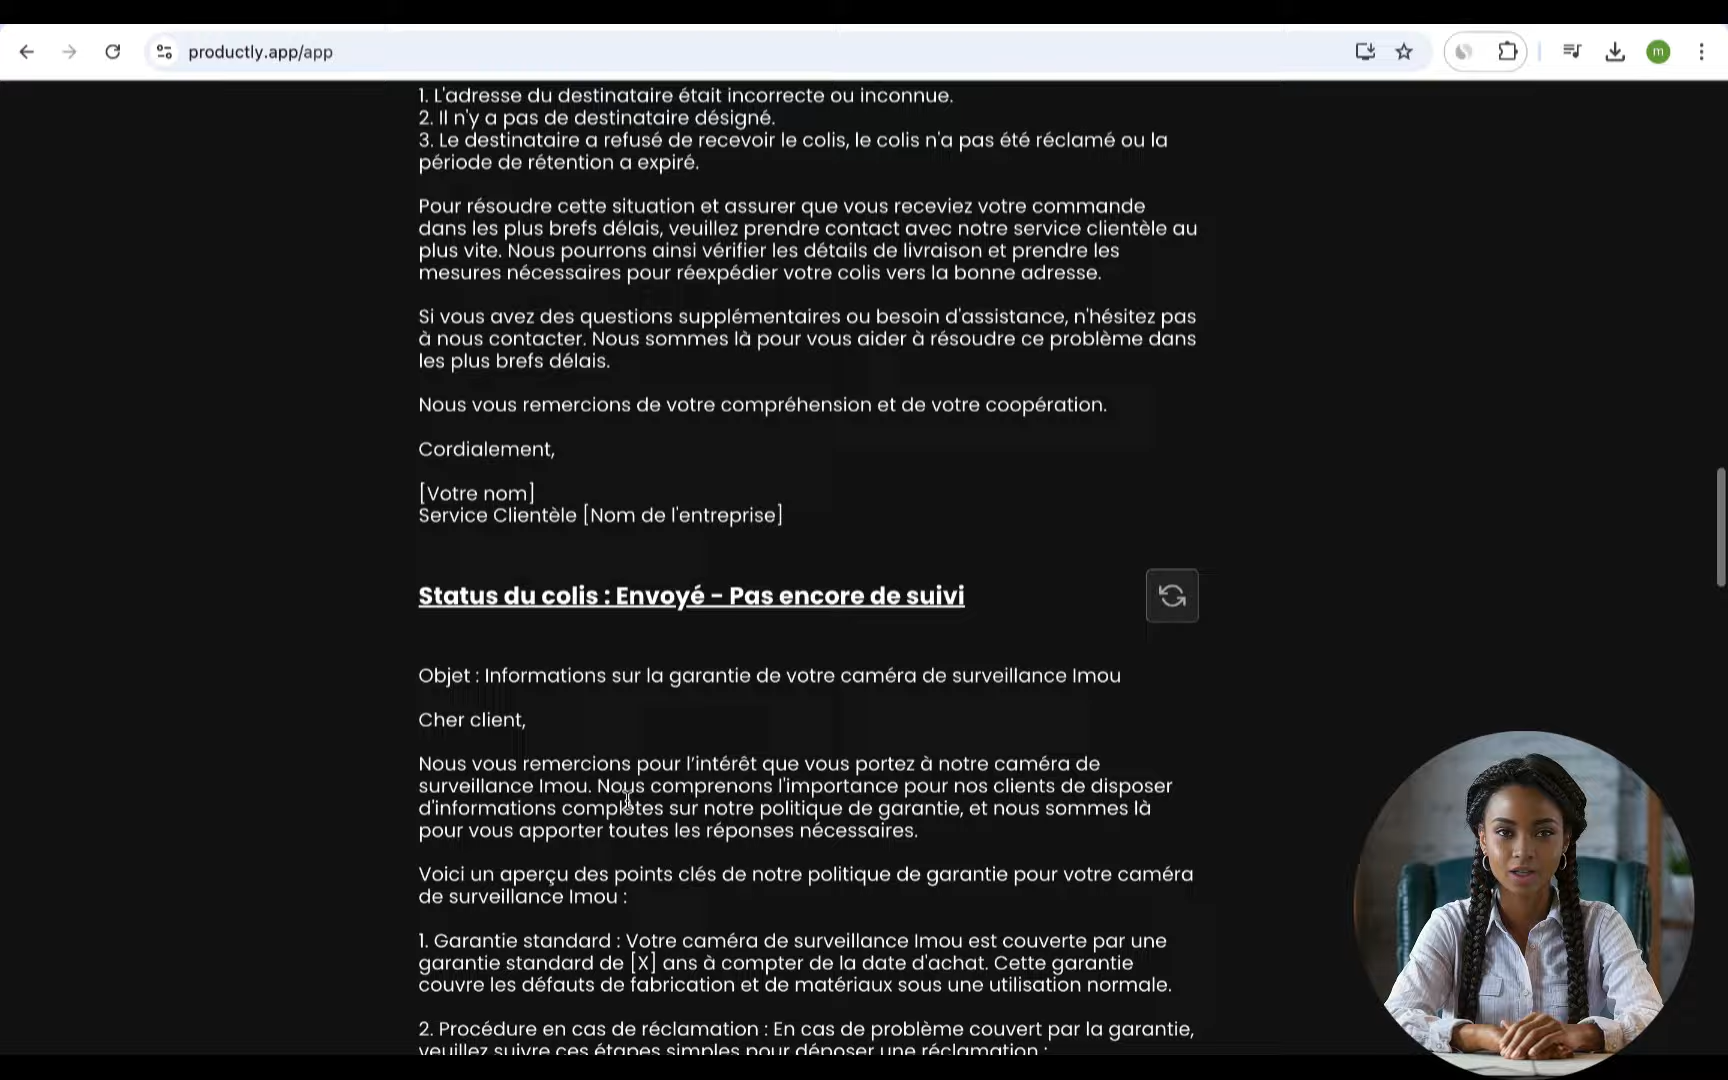 productly.app/app
m
1. L'adresse du destinataire était incorrecte ou inconnue.
2. Il n'y a pas de destinataire désigné.
3. Le destinataire a refusé de recevoir le colis, le colis n'a pas été réclamé ou la
période de rétention a expiré.
Pour résoudre cette situation et assurer que vous receviez votre commande
dans les plus brefs délais, veuillez prendre contact avec notre service clientèle au
plus vite. Nous pourrons ainsi vérifier les détails de livraison et prendre les
mesures nécessaires pour réexpédier votre colis vers la bonne adresse.
Si vous avez des questions supplémentaires ou besoin d'assistance, n'hésitez pas
à nous contacter. Nous sommes là pour vous aider à résoudre ce problème dans
les plus brefs délais.
Nous vous remercions de votre compréhension et de votre coopération.
Cordialement,
[Votre nom]
Service Clientèle [Nom de l'entreprise]
Status du colis : Envoyé - Pas encore de suivi
Objet : Informations sur la garantie de votre caméra de surveillance Imou
Cher client,
Nous vous remercions pour l'intérêt que vous portez à notre caméra de
surveillance Imou. Nous comprenons l'importance pour nos clients de disposer
d'informations complètes sur notre politique de garantie, et nous sommes là
pour vous apporter toutes les réponses nécessaires.
Voici un aperçu des points clés de notre politique de garantie pour votre caméra
de surveillance Imou :
1. Garantie standard : Votre caméra de surveillance Imou est couverte par une
garantie standard de [X] ans à compter de la date d'achat. Cette garantie
couvre les défauts de fabrication et de matériaux sous une utilisation normale.
2. Procédure en cas de réclamation : En cas de problème couvert par la garantie,
veuillez suivre ces étapes simples pour déposer une réclamation :